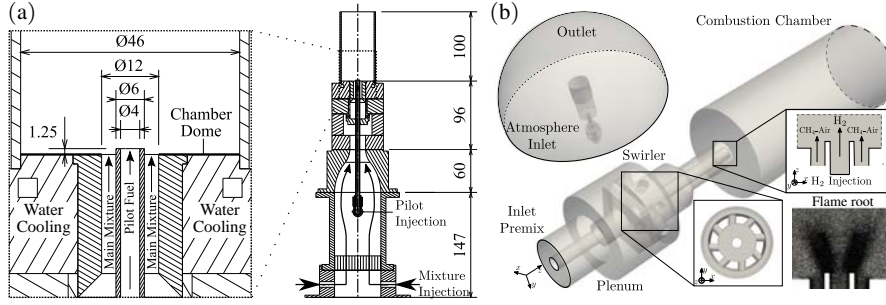 (a)
Ø46
Ø12
Ø6
Ø4
1.25
Chamber
Dome
Water
Cooling
Main Mixture
Pilot Fuel
Main Mixture
Water
Cooling
100
96
60
147
Pilot
Injection
Mixture
Injection
(b)
Outlet
Atmosphere
Inlet
Combustion Chamber
Swirler
Inlet
Premix
Plenum
H₂
CH₄-Air
CH₄-Air
H₂ Injection
Flame root